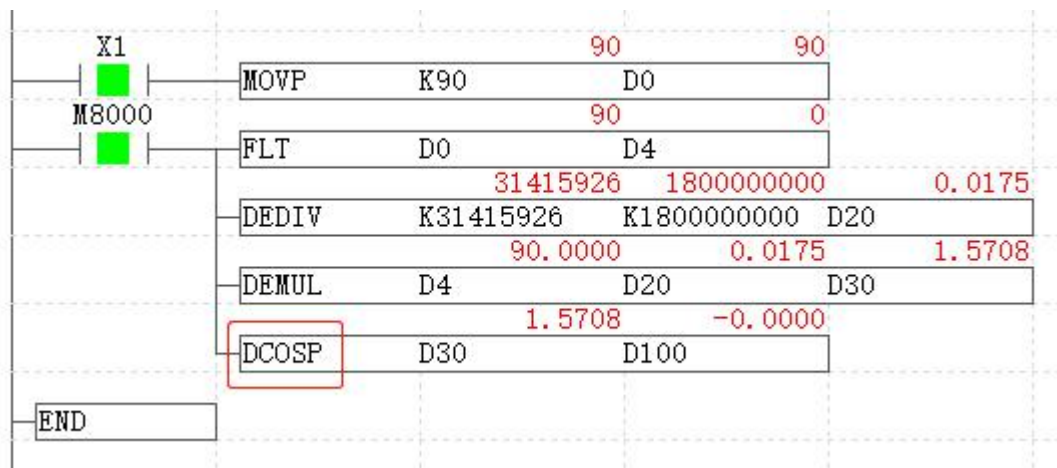 X1
90 90
MOVP K90 D0
M8000
90 0
FLT D0 D4
31415926 1800000000 0.0175
DEDIV K31415926 K1800000000 D20
90.0000 0.0175 1.5708
DEMUL D4 D20 D30
1.5708 -0.0000
DCOSP D30 D100
END